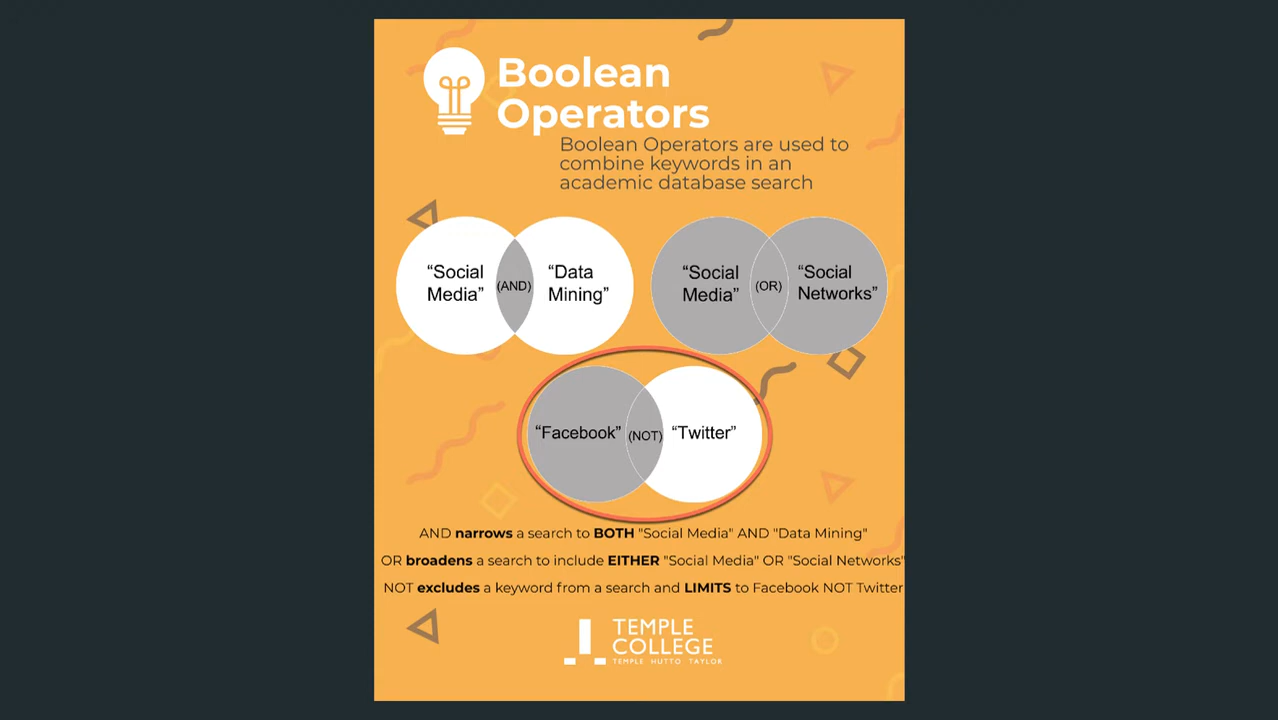 Boolean
Operators
Boolean Operators are used to
combine keywords in an
academic database search
“Social
Media”
(AND)
“Data
Mining”
“Social
Media”
(OR)
“Social
Networks”
“Facebook”
(NOT)
“Twitter”
AND narrows a search to BOTH "Social Media" AND "Data Mining"
OR broadens a search to include EITHER "Social Media" OR "Social Networks"
NOT excludes a keyword from a search and LIMITS to Facebook NOT Twitter
TEMPLE
COLLEGE
TEMPLE HUTTO TAYLOR